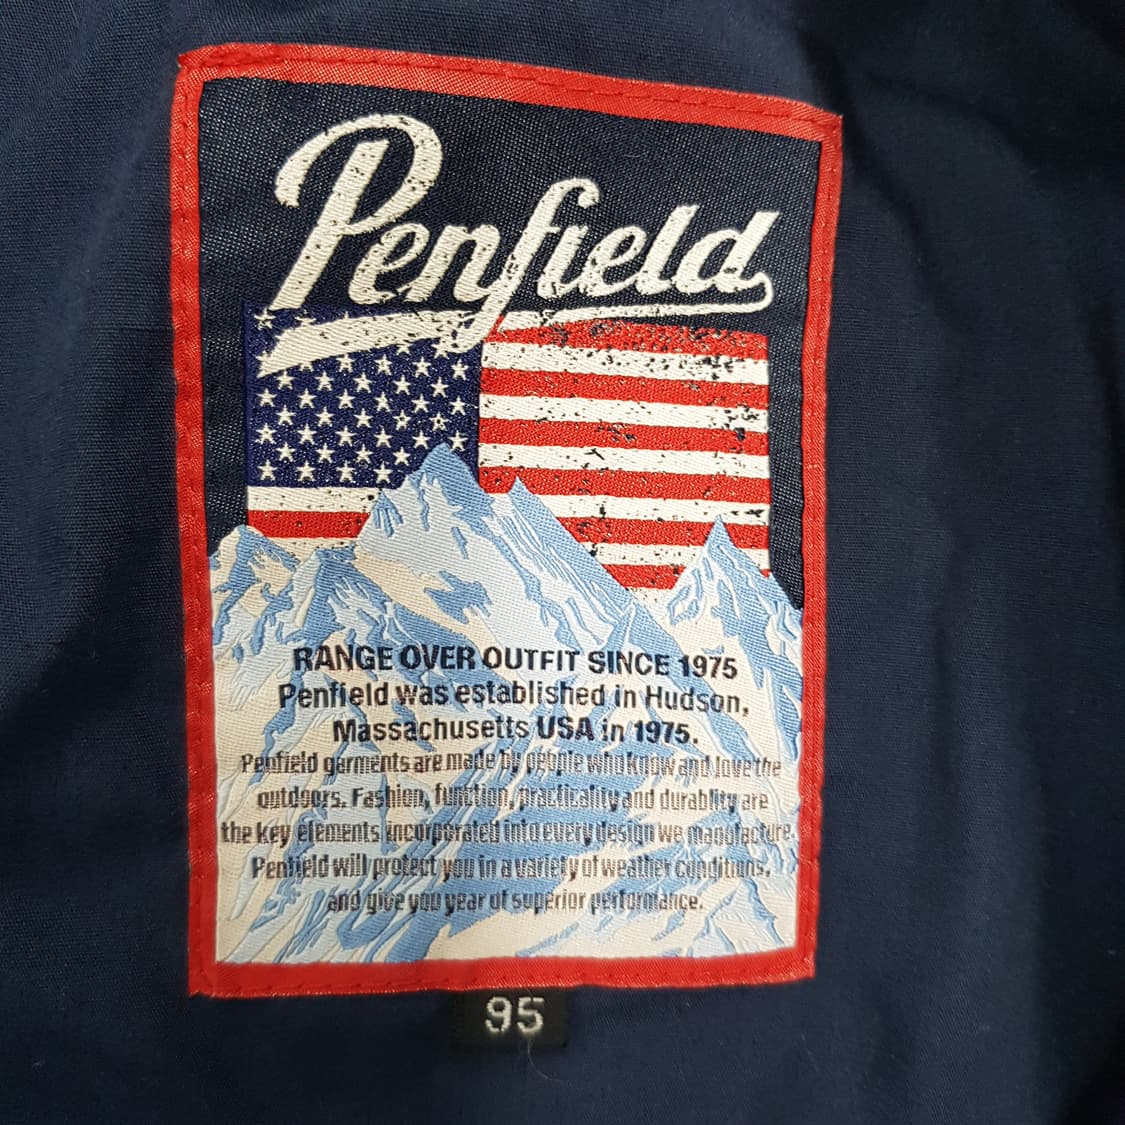 Penfield
RANGE OVER OUTFIT SINCE 1975
Penfield was established in Hudson,
Massachusetts USA in 1975.
Penfield garments are made by people who know and love the
outdoors. Fashion, function, practicality and durablity are
the key elements incorporated into every design we manufacture.
Penfield will protect you in a variety of weather conditions,
and give you year of superior performance.
95